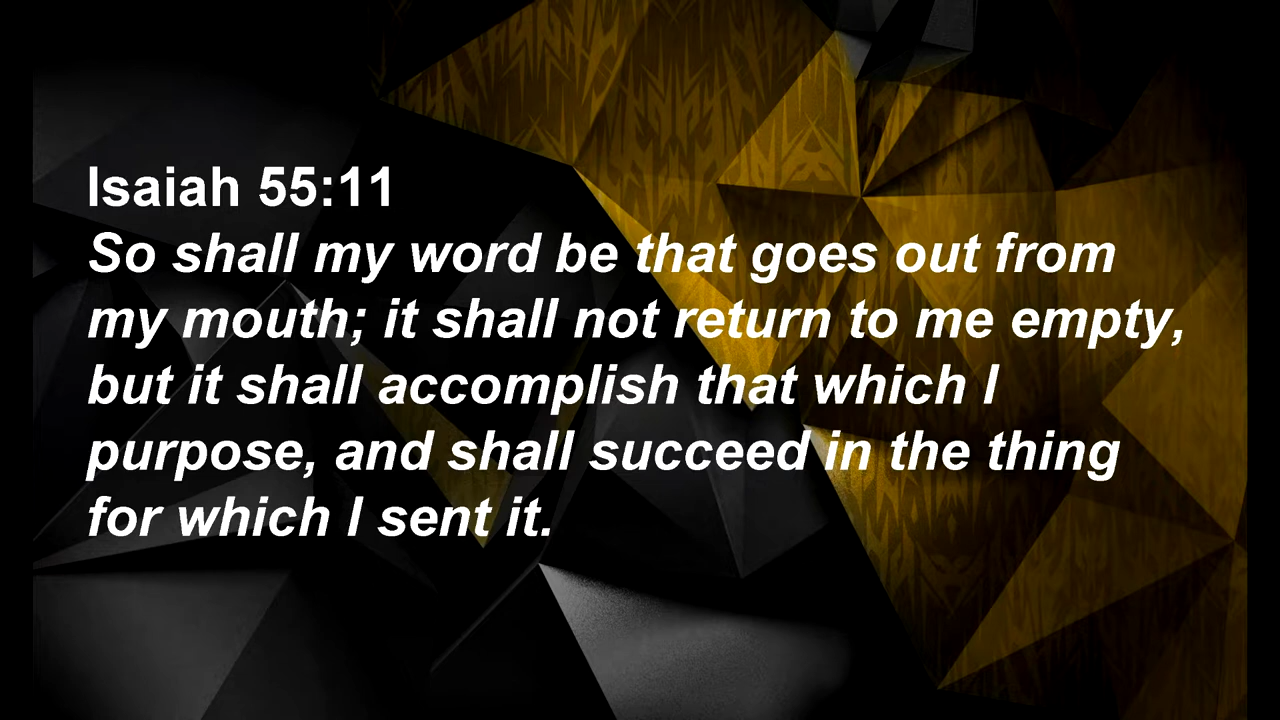 Isaiah 55:11
So shall my word be that goes out from
my mouth; it shall not return to me empty,
but it shall accomplish that which I
purpose, and shall succeed in the thing
for which I sent it.